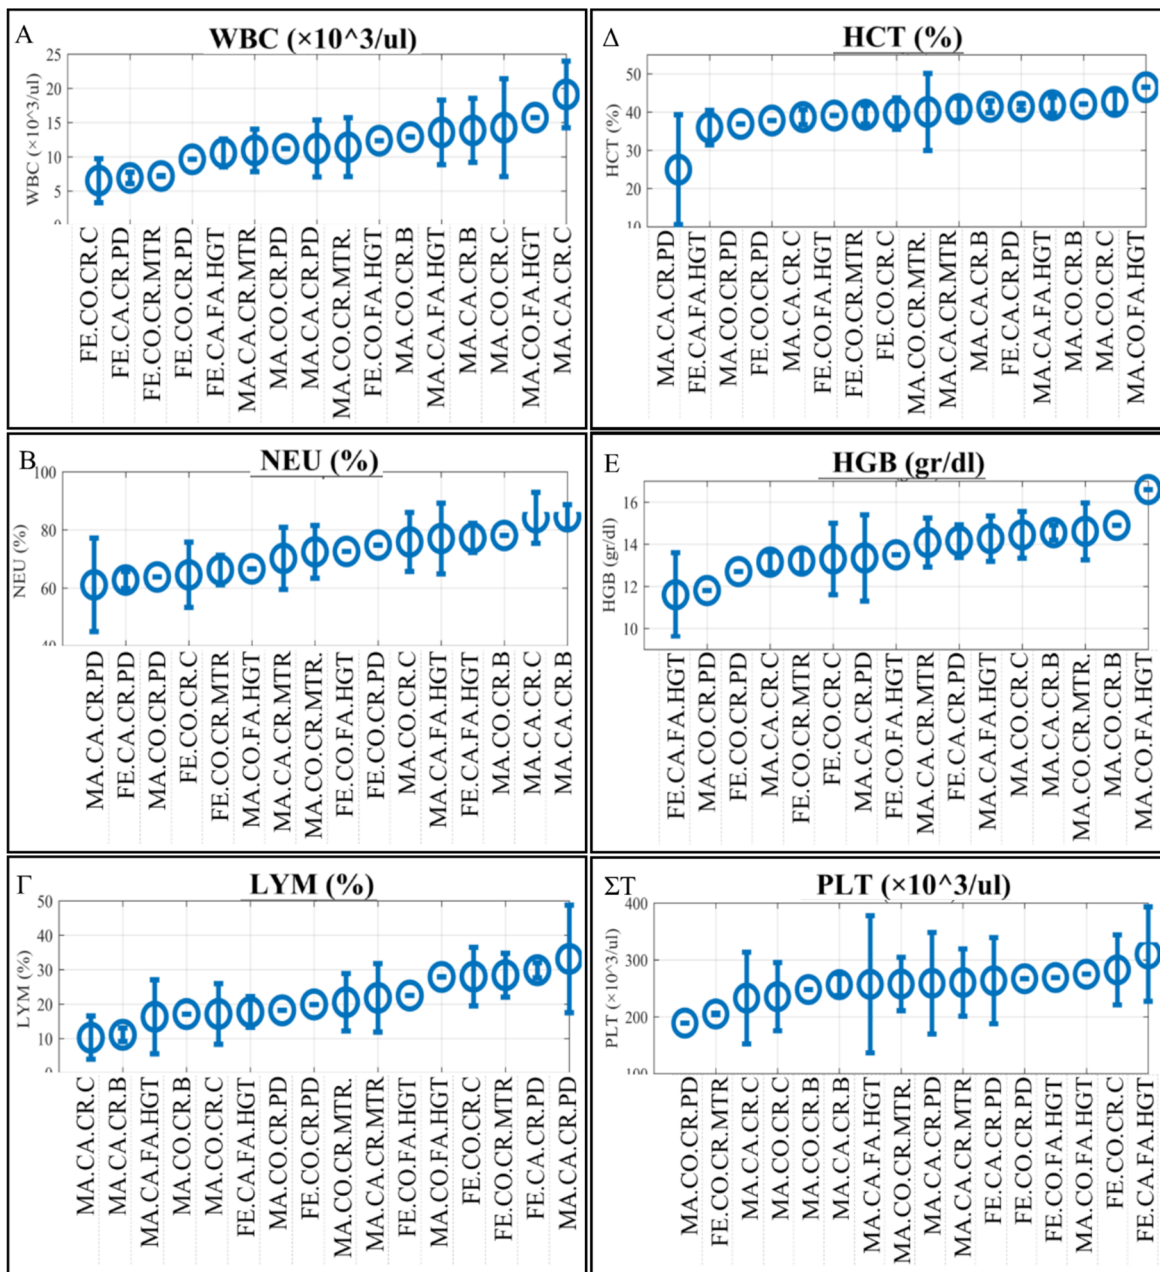 A
WBC (×10^3/ul)
WBC (×10^3/ul)
25
20
15
10
5
0
FE.CO.CR.C
FE.CA.CR.PD
FE.CO.CR.MTR
FE.CO.CR.PD
FE.CA.FA.HGT
MA.CA.CR.MTR
MA.CO.CR.PD
MA.CA.CR.PD
MA.CO.CR.MTR.
FE.CO.FA.HGT
MA.CO.CR.B
MA.CA.FA.HGT
MA.CA.CR.B
MA.CO.CR.C
MA.CO.FA.HGT
MA.CA.CR.C
Δ
HCT (%)
HCT (%)
50
40
30
20
10
MA.CA.CR.PD
FE.CA.FA.HGT
MA.CO.CR.PD
FE.CO.CR.PD
MA.CA.CR.C
FE.CO.FA.HGT
FE.CO.CR.MTR
FE.CO.CR.C
MA.CO.CR.MTR.
MA.CA.CR.MTR
MA.CA.CR.B
FE.CA.CR.PD
MA.CA.FA.HGT
MA.CO.CR.B
MA.CO.CR.C
MA.CO.FA.HGT
B
NEU (%)
NEU (%)
100
80
60
40
MA.CA.CR.PD
FE.CA.CR.PD
MA.CO.CR.PD
FE.CO.CR.C
FE.CO.CR.MTR
MA.CO.FA.HGT
MA.CA.CR.MTR
MA.CO.CR.MTR.
FE.CO.FA.HGT
FE.CO.CR.PD
MA.CO.CR.C
MA.CA.FA.HGT
FE.CA.FA.HGT
MA.CO.CR.B
MA.CA.CR.C
MA.CA.CR.B
E
HGB (gr/dl)
HGB (gr/dl)
16
14
12
10
FE.CA.FA.HGT
MA.CO.CR.PD
FE.CO.CR.PD
MA.CA.CR.C
FE.CO.CR.MTR
FE.CO.CR.C
MA.CA.CR.PD
FE.CO.FA.HGT
MA.CA.CR.MTR
FE.CA.CR.PD
MA.CA.FA.HGT
MA.CO.CR.C
MA.CA.CR.B
MA.CO.CR.MTR.
MA.CO.CR.B
MA.CO.FA.HGT
Γ
LYM (%)
LYM (%)
50
40
30
20
10
0
MA.CA.CR.C
MA.CA.CR.B
MA.CA.FA.HGT
MA.CO.CR.B
MA.CO.CR.C
FE.CA.FA.HGT
MA.CO.CR.PD
FE.CO.CR.PD
MA.CO.CR.MTR.
MA.CA.CR.MTR
FE.CO.FA.HGT
MA.CO.FA.HGT
FE.CO.CR.C
FE.CO.CR.MTR
FE.CA.CR.PD
MA.CA.CR.PD
ΣΤ
PLT (×10^3/ul)
PLT (×10^3/ul)
400
300
200
100
MA.CO.CR.PD
FE.CO.CR.MTR
MA.CA.CR.C
MA.CO.CR.C
MA.CO.CR.B
MA.CA.CR.B
MA.CA.FA.HGT
MA.CO.CR.MTR.
MA.CA.CR.PD
MA.CA.CR.MTR
FE.CA.CR.PD
FE.CO.CR.PD
FE.CO.FA.HGT
MA.CO.FA.HGT
FE.CO.CR.C
FE.CA.FA.HGT